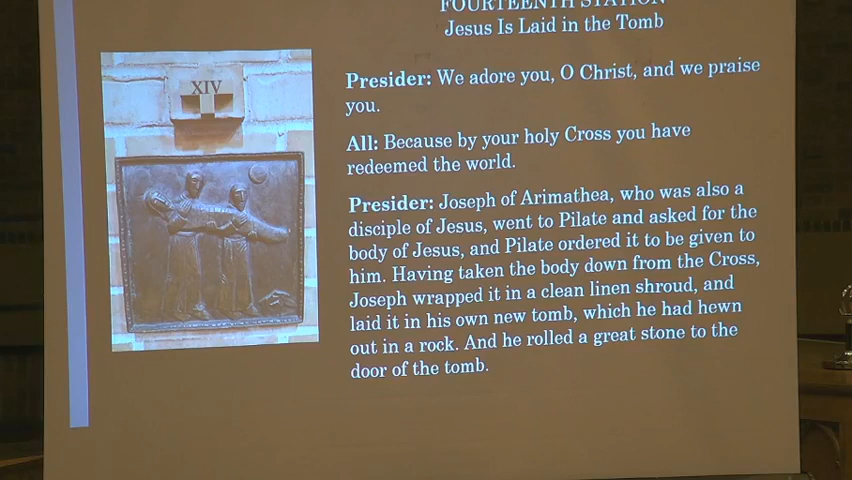 FOURTEENTH STATION
Jesus Is Laid in the Tomb
XIV
Presider: We adore you, O Christ, and we praise
you.
All: Because by your holy Cross you have
redeemed the world.
Presider: Joseph of Arimathea, who was also a
disciple of Jesus, went to Pilate and asked for the
body of Jesus, and Pilate ordered it to be given to
him. Having taken the body down from the Cross,
Joseph wrapped it in a clean linen shroud, and
laid it in his own new tomb, which he had hewn
out in a rock. And he rolled a great stone to the
door of the tomb.